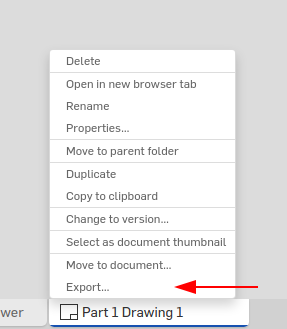 Delete
Open in new browser tab
Rename
Properties...
Move to parent folder
Duplicate
Copy to clipboard
Change to version...
Select as document thumbnail
Move to document...
Export...
wer
Part 1 Drawing 1